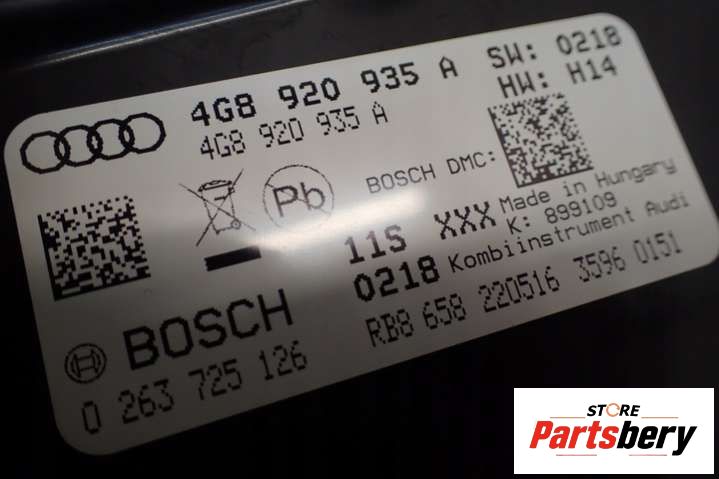 4G8 920 935 A SW: 0218
4G8 920 935 A HW: H14
Pb BOSCH DMC:
11S XXX Made in Hungary
K: 899109
0218 Kombiinstrument Audi
BOSCH RB8 658 220516 3596 0151
0 263 725 126
STORE
Partsbery